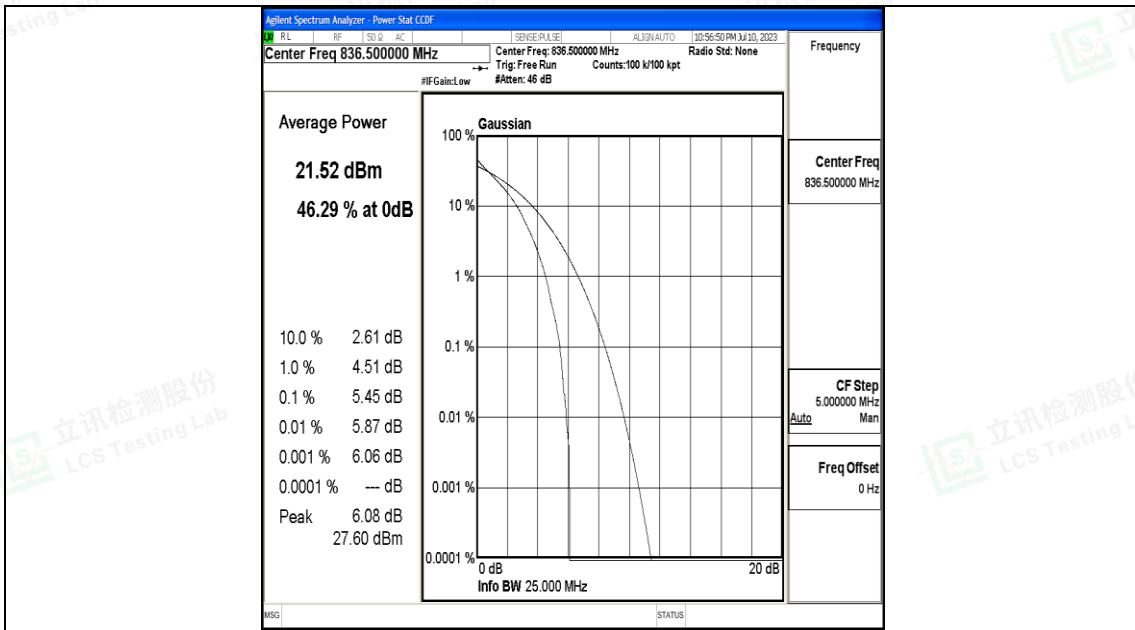 Agilent Spectrum Analyzer - Power Stat CCDF
RL RF 50 Ω AC SENSE:PULSE ALIGN AUTO 10:56:50 PM Jul 10, 2023
Center Freq 836.500000 MHz
Center Freq: 836.500000 MHz Radio Std: None
Trig: Free Run Counts:100 k/100 kpt
#IFGain:Low #Atten: 46 dB
Frequency
Average Power
21.52 dBm
46.29 % at 0dB
10.0 % 2.61 dB
1.0 % 4.51 dB
0.1 % 5.45 dB
0.01 % 5.87 dB
0.001 % 6.06 dB
0.0001 % --- dB
Peak 6.08 dB
27.60 dBm
Gaussian
100 %
10 %
1 %
0.1 %
0.01 %
0.001 %
0.0001 %
0 dB 20 dB
Info BW 25.000 MHz
Center Freq
836.500000 MHz
CF Step
5.000000 MHz
Auto Man
Freq Offset
0 Hz
MSG STATUS
立讯检测股份
LCS Testing Lab
立讯检测股份